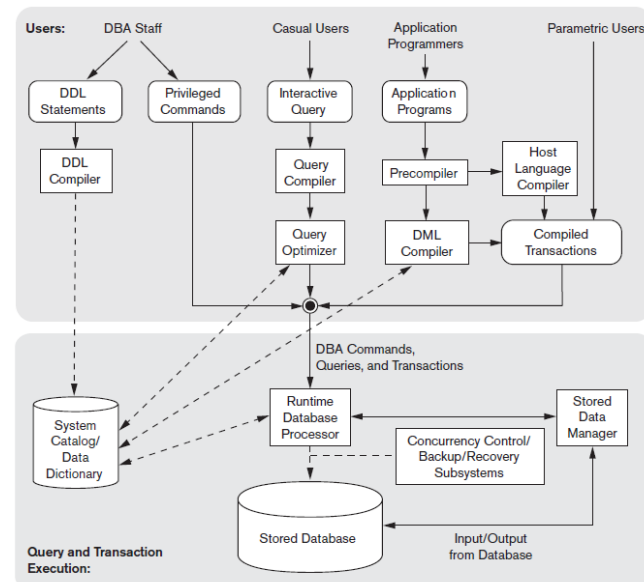 Users:
DBA Staff
Casual Users
Application
Programmers
Parametric Users
DDL
Statements
Privileged
Commands
Interactive
Query
Application
Programs
DDL
Compiler
Query
Compiler
Precompiler
Host
Language
Compiler
Query
Optimizer
DML
Compiler
Compiled
Transactions
DBA Commands,
Queries, and Transactions
System
Catalog/
Data
Dictionary
Runtime
Database
Processor
Stored
Data
Manager
Concurrency Control/
Backup/Recovery
Subsystems
Stored Database
Input/Output
from Database
Query and Transaction
Execution: